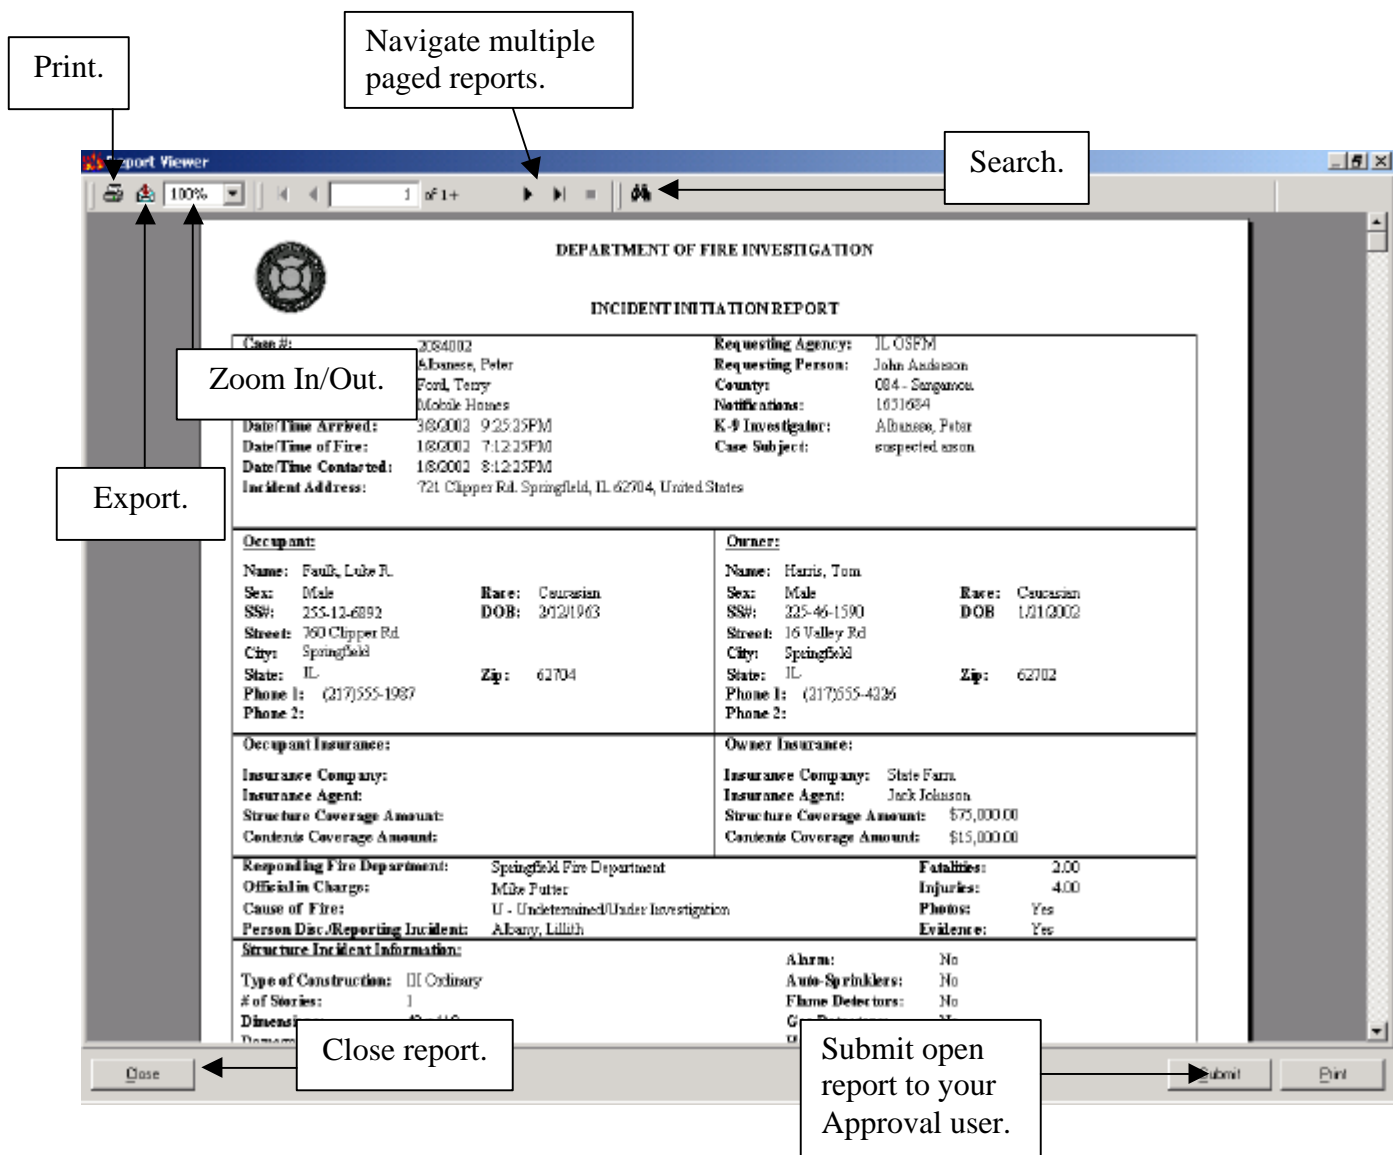 Print.
Navigate multiple
paged reports.
Search.
Report Viewer
100%
1 of 1+
DEPARTMENT OF FIRE INVESTIGATION
INCIDENT INITIATION REPORT
Case #: 2084002 Requesting Agency: IL OSFM
Albanese, Peter Requesting Person: John Anderson
Ford, Terry County: 084 - Sangamon
Mobile Homes Notifications: 1651684
Date/Time Arrived: 3/8/2002 9:25:25PM K-9 Investigator: Albanese, Peter
Date/Time of Fire: 1/8/2002 7:12:25PM Case Subject: suspected arson
Date/Time Contacted: 1/8/2002 8:12:25PM
Incident Address: 721 Clipper Rd. Springfield, IL 62704, United States
Zoom In/Out.
Export.
Occupant: Owner:
Name: Faulk, Luke R. Name: Harris, Tom
Sex: Male Race: Caucasian Sex: Male Race: Caucasian
SS#: 255-12-6892 DOB: 2/12/1963 SS#: 225-46-1590 DOB 1/21/2002
Street: 760 Clipper Rd Street: 16 Valley Rd
City: Springfield City: Springfield
State: IL Zip: 62704 State: IL Zip: 62702
Phone 1: (217)555-1987 Phone 1: (217)555-4226
Phone 2: Phone 2:
Occupant Insurance: Owner Insurance:
Insurance Company: Insurance Company: State Farm
Insurance Agent: Insurance Agent: Jack Johnson
Structure Coverage Amount: Structure Coverage Amount: $75,000.00
Contents Coverage Amount: Contents Coverage Amount: $15,000.00
Responding Fire Department: Springfield Fire Department Fatalities: 2.00
Official in Charge: Mike Putter Injuries: 4.00
Cause of Fire: U - Undetermined/Under Investigation Photos: Yes
Person Disc./Reporting Incident: Albany, Lillith Evidence: Yes
Structure Incident Information: Alarm: No
Type of Construction: III Ordinary Auto-Sprinklers: No
# of Stories: 1 Flame Detectors: No
Close report.
Submit open
report to your
Approval user.
Close Submit Print